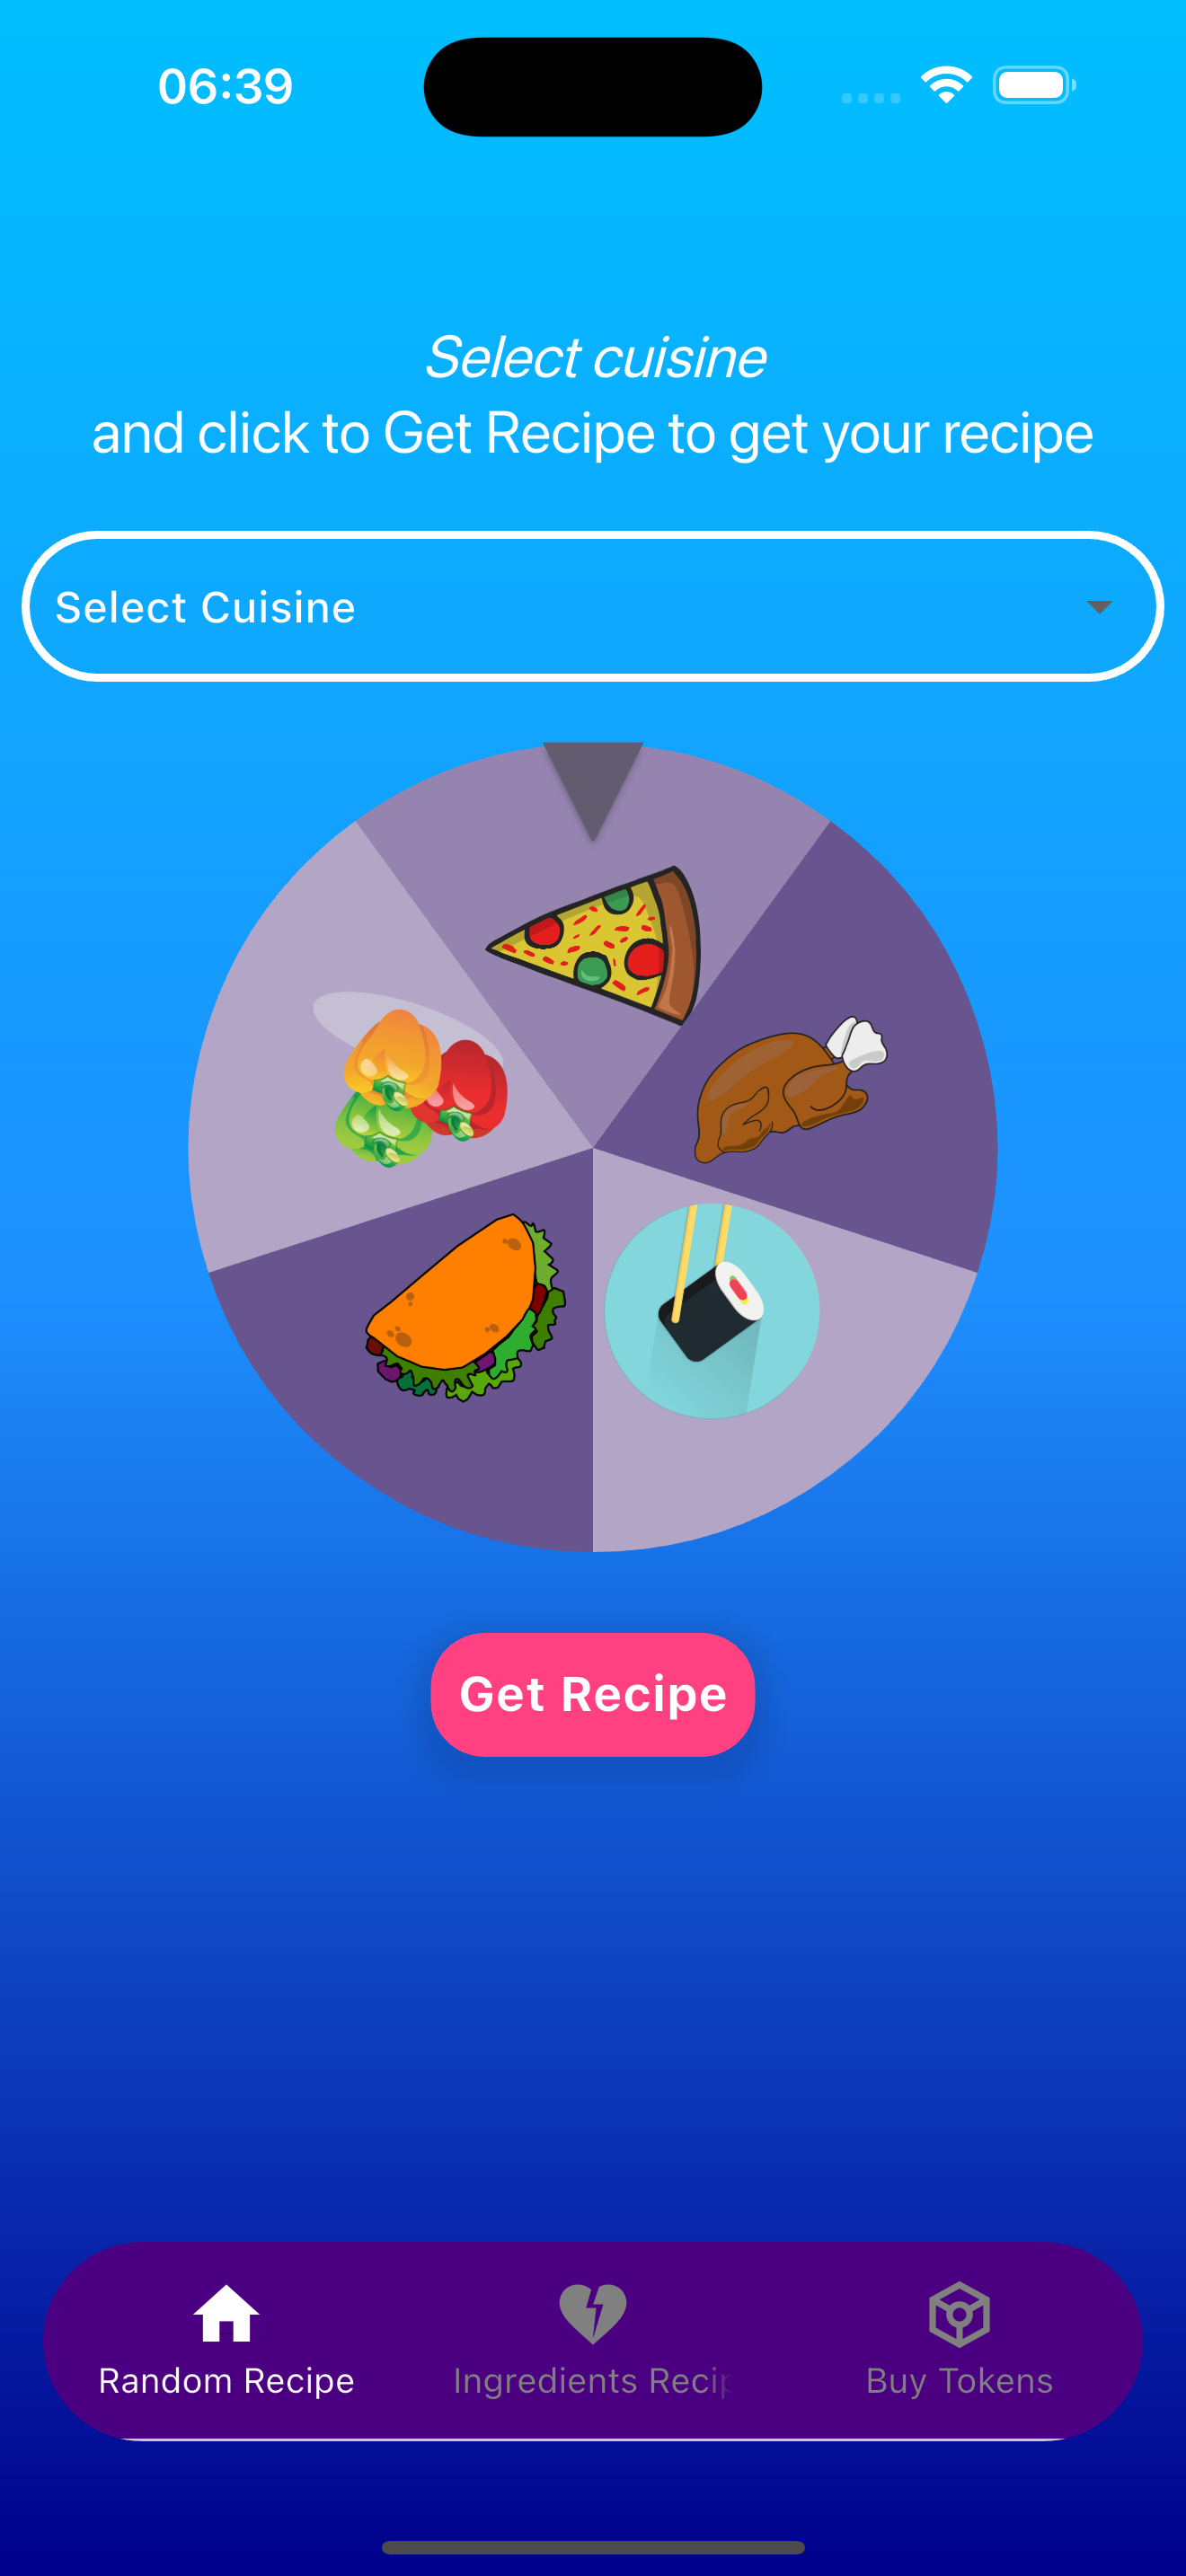 06:39
Select cuisine
and click to Get Recipe to get your recipe
Select Cuisine
Get Recipe
Random Recipe
Ingredients Recip
Buy Tokens